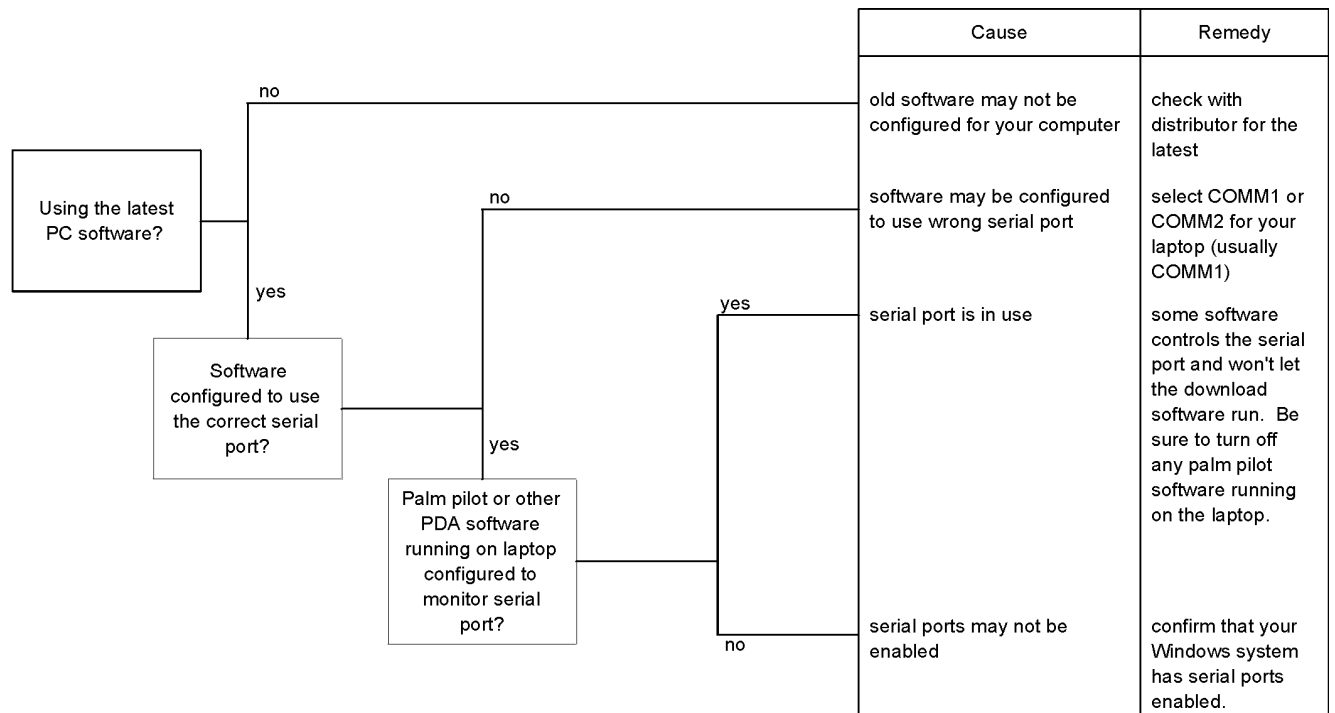 Cause
Remedy
no
old software may not be
configured for your computer
check with
distributor for the
latest
Using the latest
PC software?
no
software may be configured
to use wrong serial port
select COMM1 or
COMM2 for your
laptop (usually
COMM1)
yes
Software
configured to use
the correct serial
port?
yes
serial port is in use
some software
controls the serial
port and won't let
the download
software run.  Be
sure to turn off
any palm pilot
software running
on the laptop.
yes
Palm pilot or other
PDA software
running on laptop
configured to
monitor serial
port?
no
serial ports may not be
enabled
confirm that your
Windows system
has serial ports
enabled.